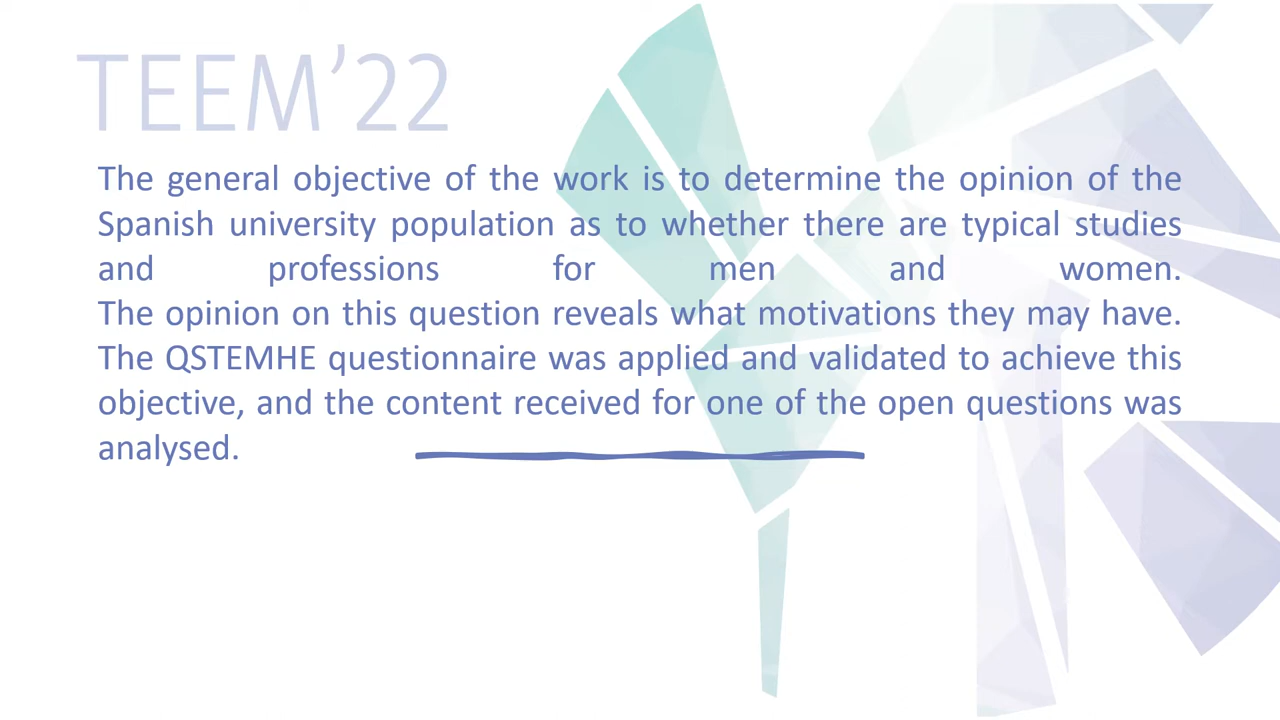 TEEM’22
The general objective of the work is to determine the opinion of the
Spanish university population as to whether there are typical studies
and professions for men and women.
The opinion on this question reveals what motivations they may have.
The QSTEMHE questionnaire was applied and validated to achieve this
objective, and the content received for one of the open questions was
analysed.